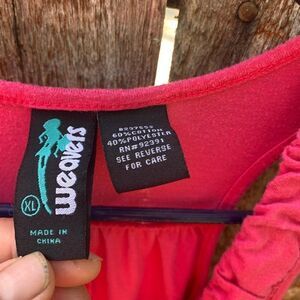 Weavers
XL
MADE IN
CHINA
60%COTTON
40%POLYESTER
RN#92391
SEE REVERSE
FOR CARE